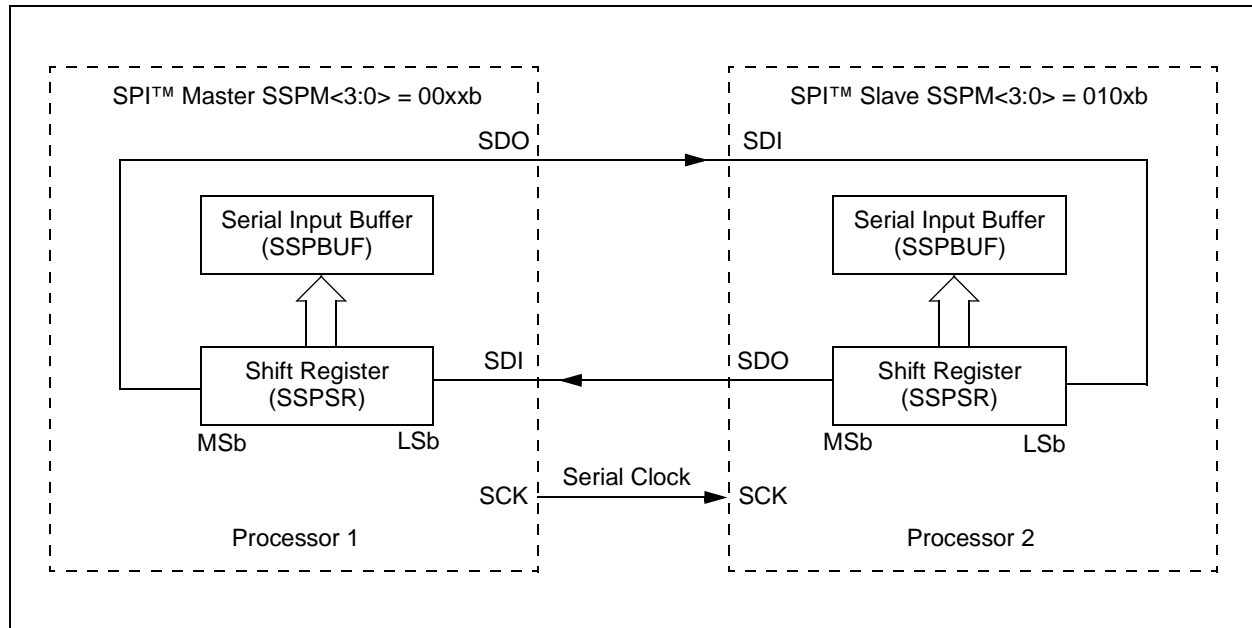 SPI™ Master SSPM<3:0> = 00xxb
SPI™ Slave SSPM<3:0> = 010xb
SDO
SDI
Serial Input Buffer
(SSPBUF)
Serial Input Buffer
(SSPBUF)
SDI
SDO
Shift Register
(SSPSR)
Shift Register
(SSPSR)
MSb
LSb
MSb
LSb
Serial Clock
SCK
SCK
Processor 1
Processor 2